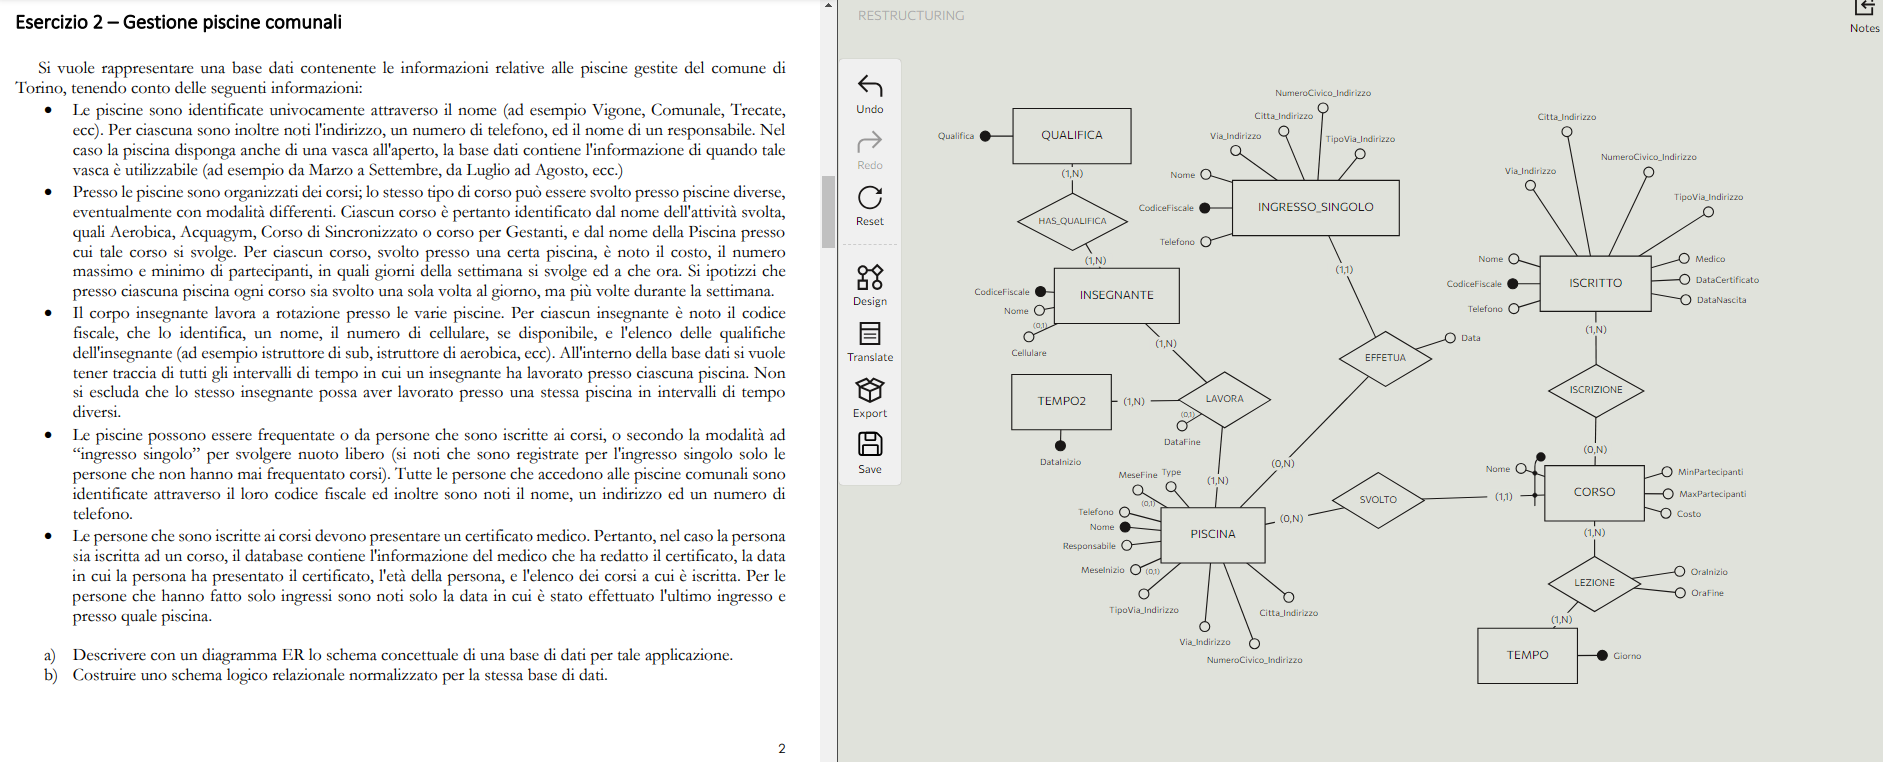 Esercizio 2 – Gestione piscine comunali
Si vuole rappresentare una base dati contenente le informazioni relative alle piscine gestite del comune di
Torino, tenendo conto delle seguenti informazioni:
• Le piscine sono identificate univocamente attraverso il nome (ad esempio Vigone, Comunale, Trecate,
ecc). Per ciascuna sono inoltre noti l'indirizzo, un numero di telefono, ed il nome di un responsabile. Nel
caso la piscina disponga anche di una vasca all'aperto, la base dati contiene l'informazione di quando tale
vasca è utilizzabile (ad esempio da Marzo a Settembre, da Luglio ad Agosto, ecc.)
• Presso le piscine sono organizzati dei corsi; lo stesso tipo di corso può essere svolto presso piscine diverse,
eventualmente con modalità differenti. Ciascun corso è pertanto identificato dal nome dell'attività svolta,
quali Aerobica, Acquagym, Corso di Sincronizzato o corso per Gestanti, e dal nome della Piscina presso
cui tale corso si svolge. Per ciascun corso, svolto presso una certa piscina, è noto il costo, il numero
massimo e minimo di partecipanti, in quali giorni della settimana si svolge ed a che ora. Si ipotizzi che
presso ciascuna piscina ogni corso sia svolto una sola volta al giorno, ma più volte durante la settimana.
• Il corpo insegnante lavora a rotazione presso le varie piscine. Per ciascun insegnante è noto il codice
fiscale, che lo identifica, un nome, il numero di cellulare, se disponibile, e l'elenco delle qualifiche
dell'insegnante (ad esempio istruttore di sub, istruttore di aerobica, ecc). All'interno della base dati si vuole
tener traccia di tutti gli intervalli di tempo in cui un insegnante ha lavorato presso ciascuna piscina. Non
si escluda che lo stesso insegnante possa aver lavorato presso una stessa piscina in intervalli di tempo
diversi.
• Le piscine possono essere frequentate o da persone che sono iscritte ai corsi, o secondo la modalità ad
“ingresso singolo” per svolgere nuoto libero (si noti che sono registrate per l'ingresso singolo solo le
persone che non hanno mai frequentato corsi). Tutte le persone che accedono alle piscine comunali sono
identificate attraverso il loro codice fiscale ed inoltre sono noti il nome, un indirizzo ed un numero di
telefono.
• Le persone che sono iscritte ai corsi devono presentare un certificato medico. Pertanto, nel caso la persona
sia iscritta ad un corso, il database contiene l'informazione del medico che ha redatto il certificato, la data
in cui la persona ha presentato il certificato, l'età della persona, e l'elenco dei corsi a cui è iscritta. Per le
persone che hanno fatto solo ingressi sono noti solo la data in cui è stato effettuato l'ultimo ingresso e
presso quale piscina.
a) Descrivere con un diagramma ER lo schema concettuale di una base di dati per tale applicazione.
b) Costruire uno schema logico relazionale normalizzato per la stessa base di dati.
2
RESTRUCTURING
Notes
Undo
Redo
Reset
Design
Translate
Export
Save
Qualifica
QUALIFICA
(1,N)
HAS_QUALIFICA
(1,N)
CodiceFiscale
INSEGNANTE
Nome
(0,1)
Cellulare
(1,N)
TEMPO2
(1,N)
LAVORA
(0,1)
DataFine
DataInizio
(1,N)
NumeroCivico_Indirizzo
Citta_Indirizzo
Via_Indirizzo
TipoVia_Indirizzo
Nome
CodiceFiscale
INGRESSO_SINGOLO
Telefono
(1,1)
EFFETUA
Data
(0,N)
MeseFine
Type
(0,1)
Telefono
Nome
PISCINA
Responsabile
MeseInizio
(0,1)
TipoVia_Indirizzo
Via_Indirizzo
NumeroCivico_Indirizzo
Citta_Indirizzo
(0,N)
SVOLTO
(1,1)
Citta_Indirizzo
NumeroCivico_Indirizzo
Via_Indirizzo
TipoVia_Indirizzo
Nome
CodiceFiscale
Telefono
ISCRITTO
Medico
DataCertificato
DataNascita
(1,N)
ISCRIZIONE
(0,N)
Nome
CORSO
MinPartecipanti
MaxPartecipanti
Costo
(1,N)
LEZIONE
OraInizio
OraFine
(1,N)
TEMPO
Giorno